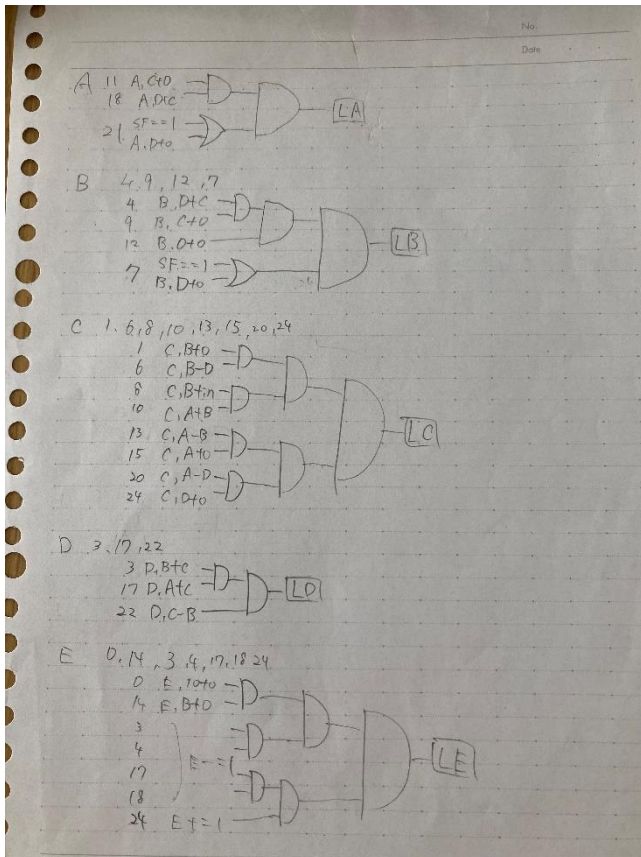 No.
Date
A 11 A, C+0
18 A, D+C
LA
21 SF==1
A, D+0
B 4, 9, 12, 7
4 B, D+C
9 B, C+0
12 B, 0+0
LB
7 SF==1
B, D+0
C 1, 6, 8, 10, 13, 15, 20, 24
1 C, B+0
6 C, B-D
8 C, B+in
10 C, A+B
LC
13 C, A-B
15 C, A+0
20 C, A-D
24 C, D+0
D 3, 17, 22
3 D, B+C
17 D, A+C
LD
22 D, C-B
E 0, 14, 3, 4, 17, 18 24
0 E, 10+0
14 E, B+0
3
4
E-=1
LE
17
18
24 E+=1